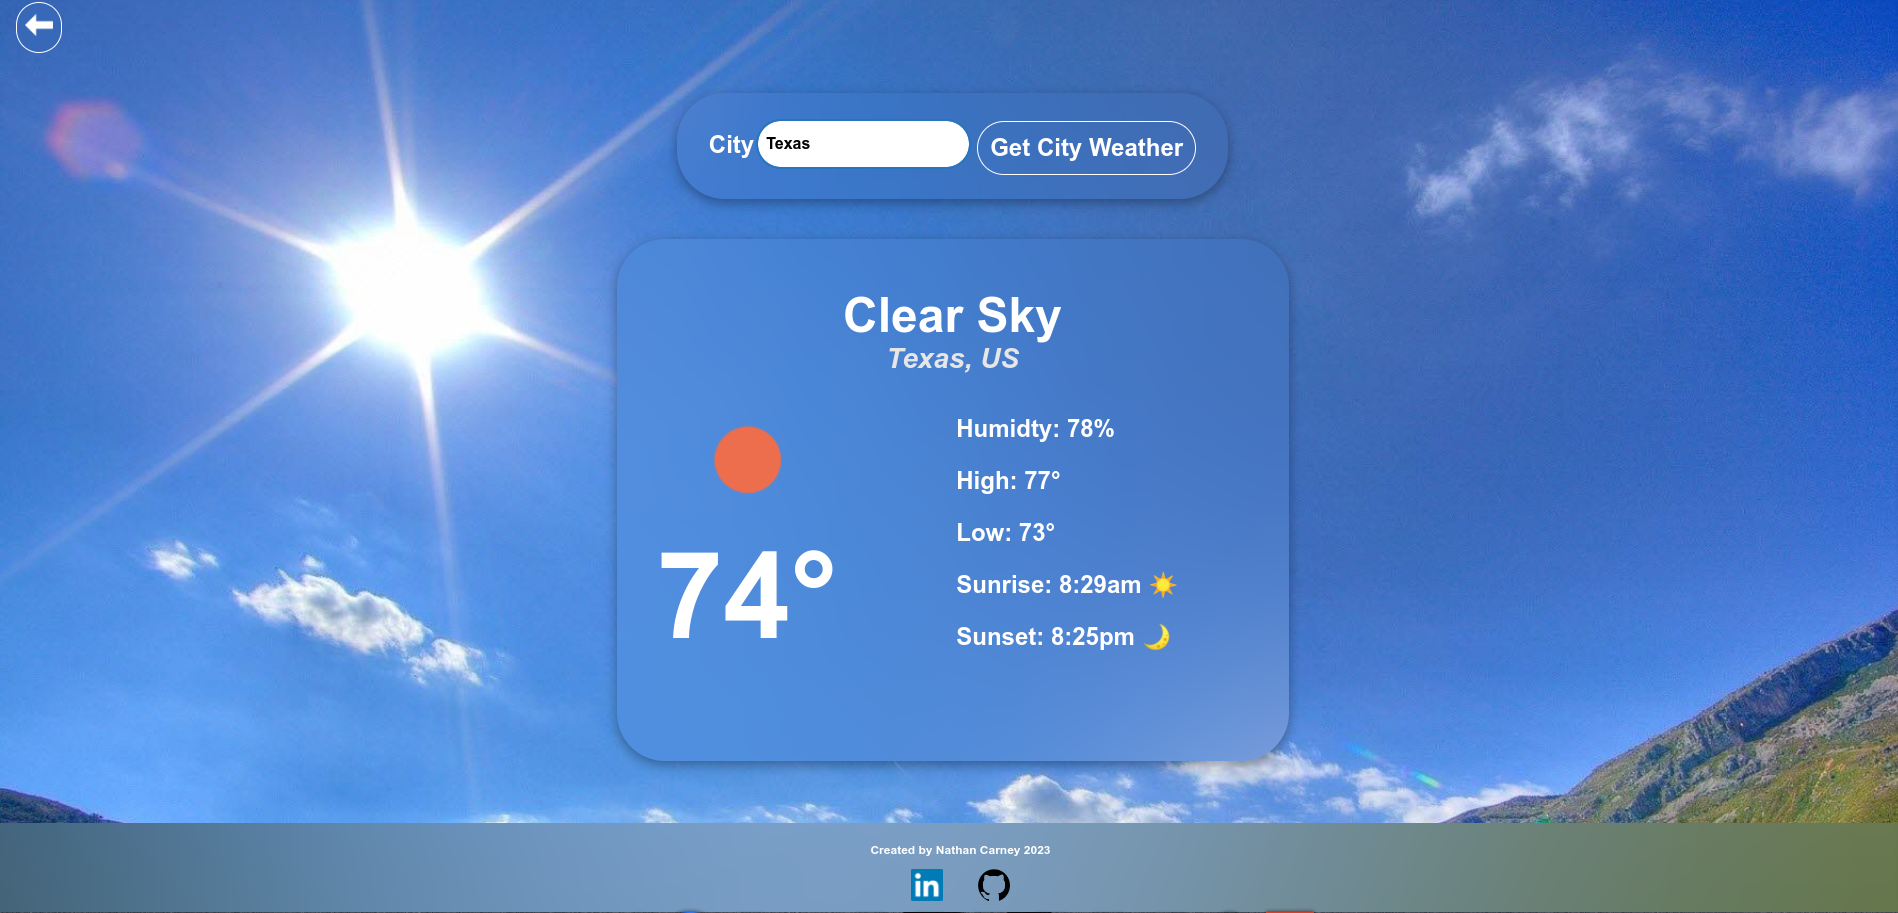 City Texas Get City Weather
Clear Sky
Texas, US
Humidty: 78%
High: 77°
Low: 73°
Sunrise: 8:29am ☀️
Sunset: 8:25pm 🌙
74°
Created by Nathan Carney 2023
in